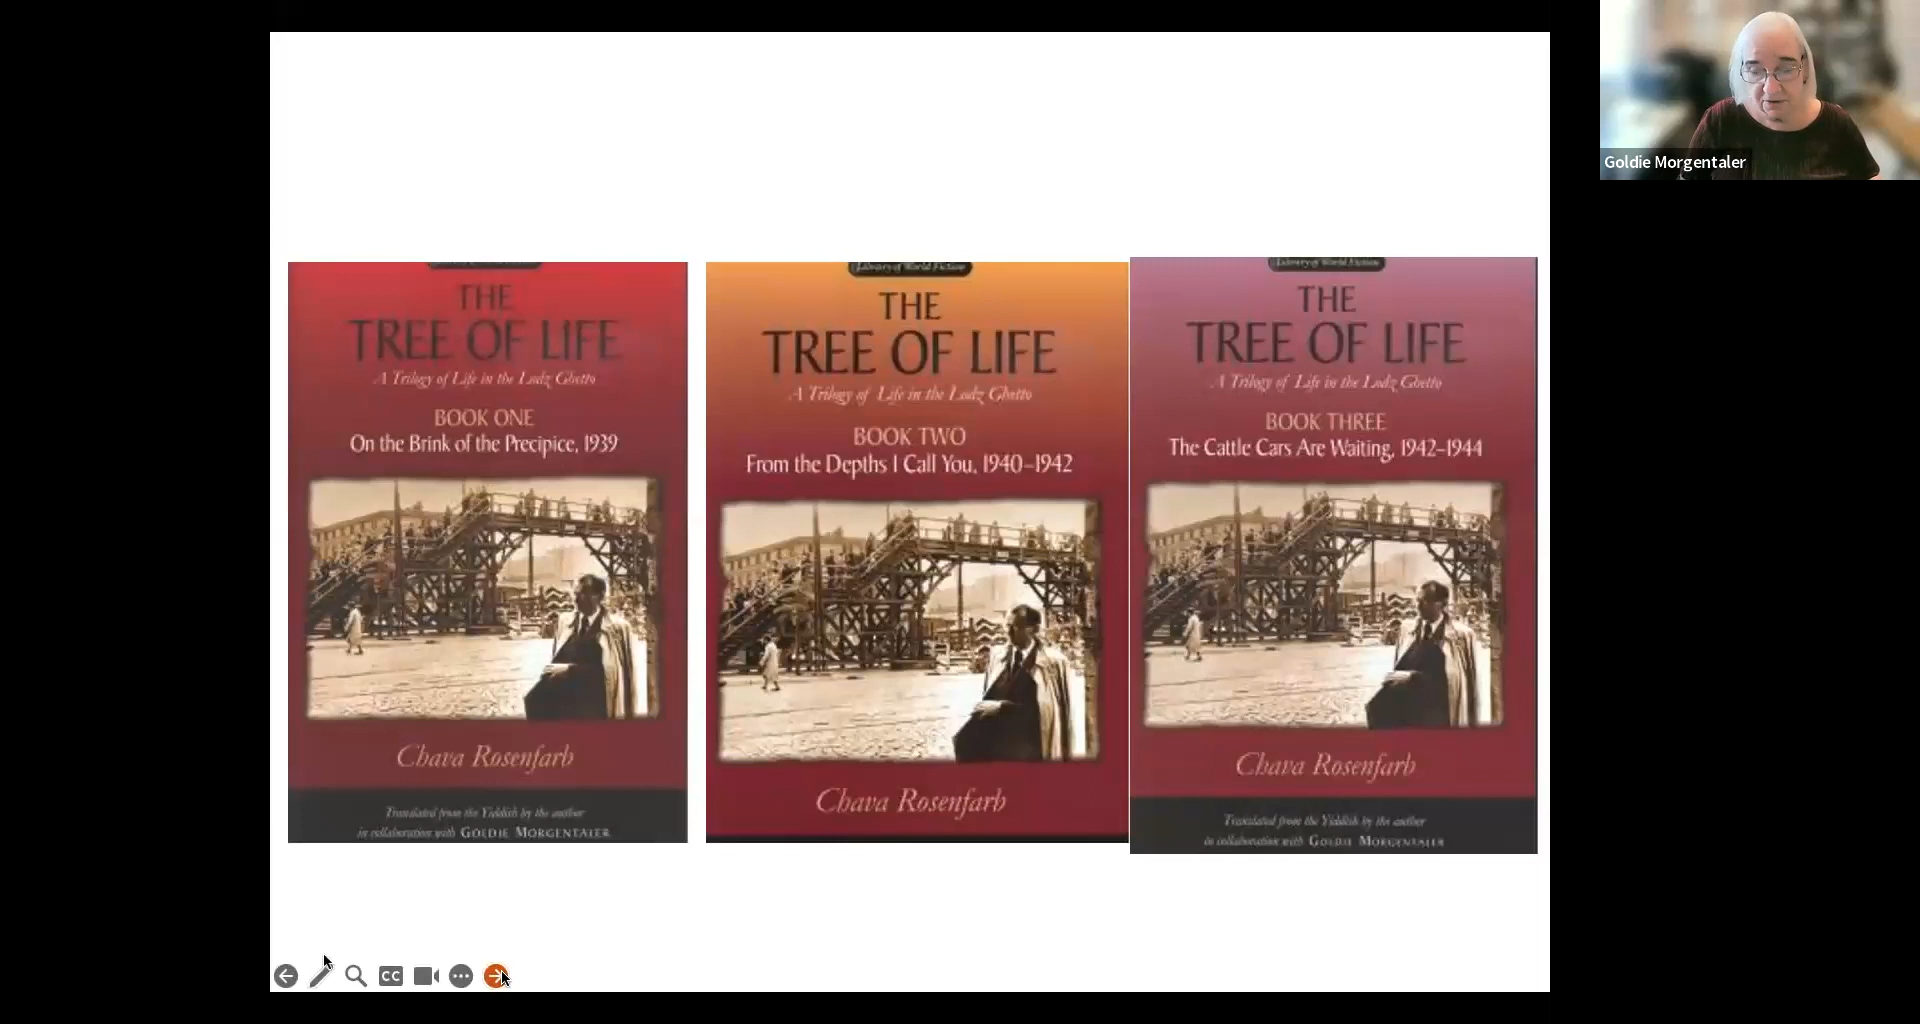 THE
TREE OF LIFE
A Trilogy of Life in the Lodz Ghetto
BOOK ONE
On the Brink of the Precipice, 1939
Chava Rosenfarb
Translated from the Yiddish by the author
in collaboration with GOLDIE MORGENTALER
Library of World Fiction
THE
TREE OF LIFE
A Trilogy of Life in the Lodz Ghetto
BOOK TWO
From the Depths I Call You, 1940–1942
Chava Rosenfarb
Library of World Fiction
THE
TREE OF LIFE
A Trilogy of Life in the Lodz Ghetto
BOOK THREE
The Cattle Cars Are Waiting, 1942–1944
Chava Rosenfarb
Translated from the Yiddish by the author
in collaboration with GOLDIE MORGENTALER
Goldie Morgentaler
CC